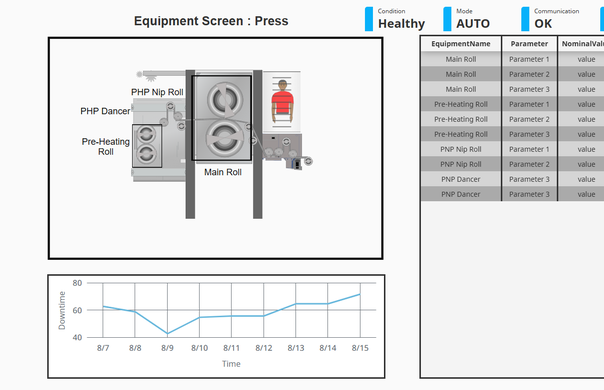 Equipment Screen : Press
Condition
Healthy
Mode
AUTO
Communication
OK
PHP Nip Roll
PHP Dancer
Pre-Heating
Roll
Main Roll
EquipmentName Parameter
Main Roll Parameter 1 value
Main Roll Parameter 2 value
Main Roll Parameter 3 value
Pre-Heating Roll Parameter 1 value
Pre-Heating Roll Parameter 2 value
Pre-Heating Roll Parameter 3 value
PNP Nip Roll Parameter 1 value
PNP Nip Roll Parameter 2 value
PNP Dancer Parameter 3 value
PNP Dancer Parameter 3 value
80
60
40
Downtime
8/7 8/8 8/9 8/10 8/11 8/12 8/13 8/14 8/15
Time